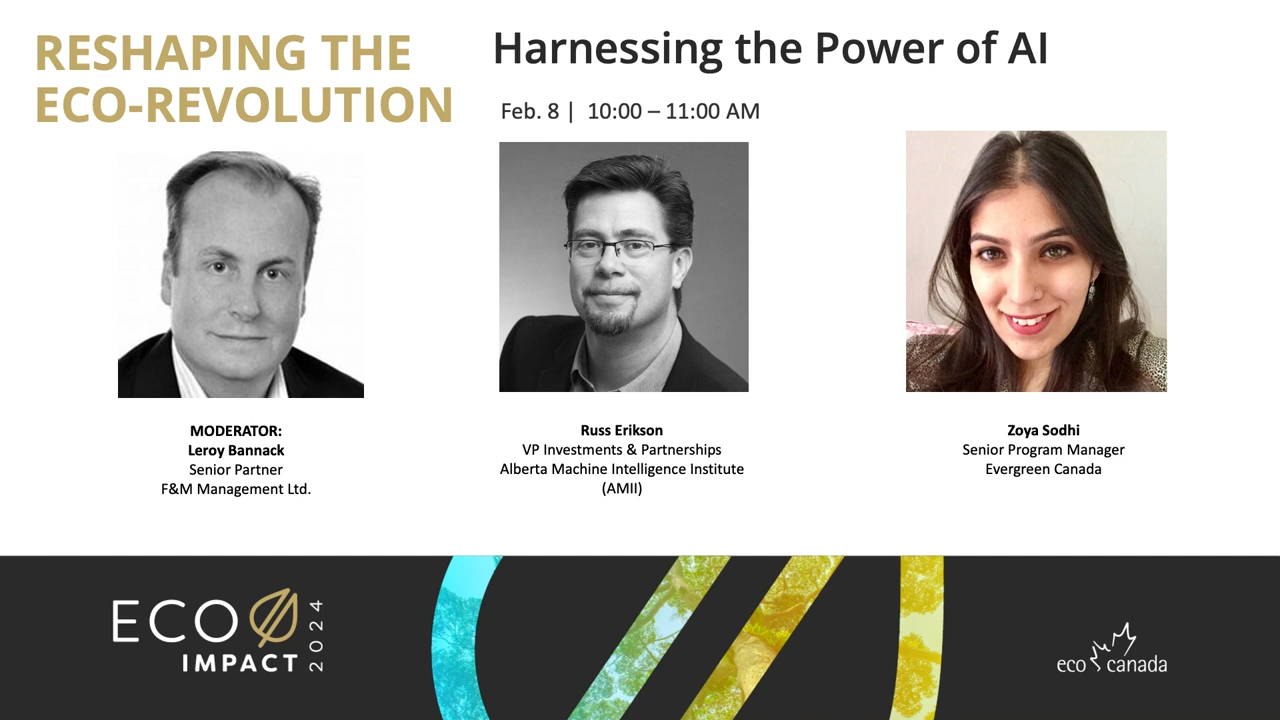 RESHAPING THE
ECO-REVOLUTION
Harnessing the Power of AI
Feb. 8 | 10:00 – 11:00 AM
MODERATOR:
Leroy Bannack
Senior Partner
F&M Management Ltd.
Russ Erikson
VP Investments & Partnerships
Alberta Machine Intelligence Institute
(AMII)
Zoya Sodhi
Senior Program Manager
Evergreen Canada
ECO
IMPACT
2024
eco canada